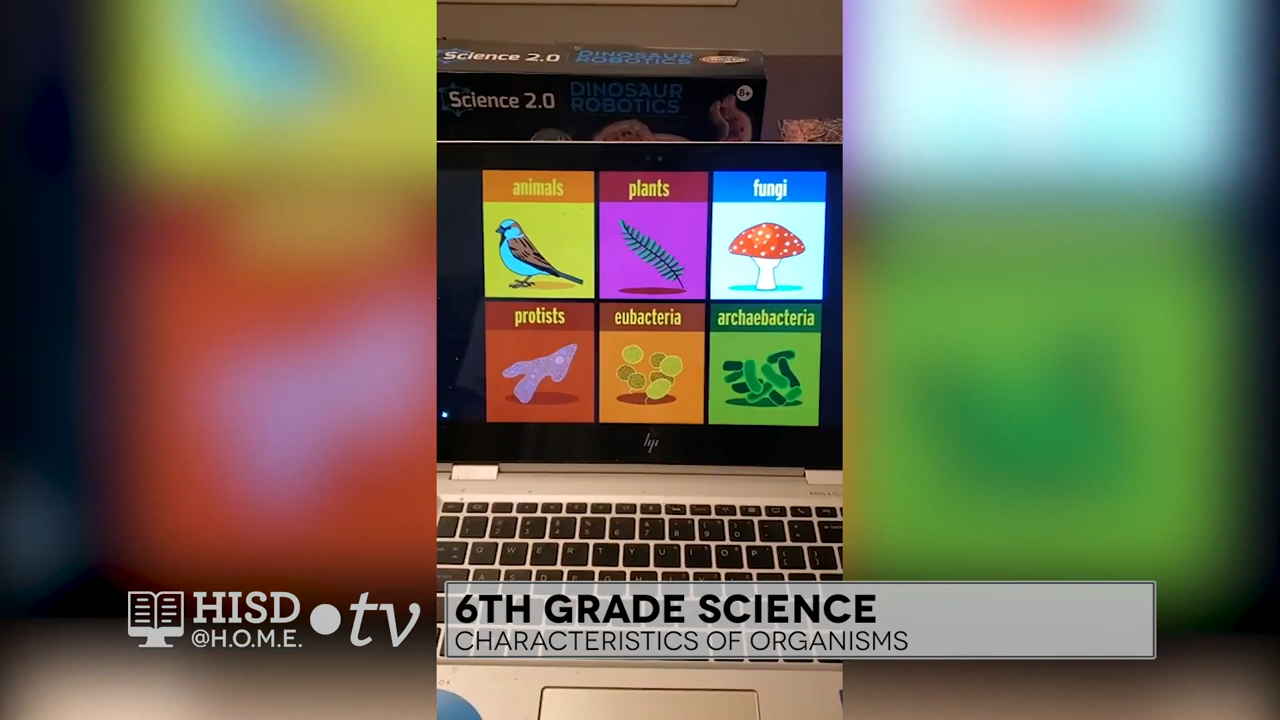 Science 2.0 DINOSAUR ROBOTICS
Science 2.0 DINOSAUR ROBOTICS 8+
animals plants fungi
protists eubacteria archaebacteria
hp
HISD
@H.O.M.E.
tv
6TH GRADE SCIENCE
CHARACTERISTICS OF ORGANISMS